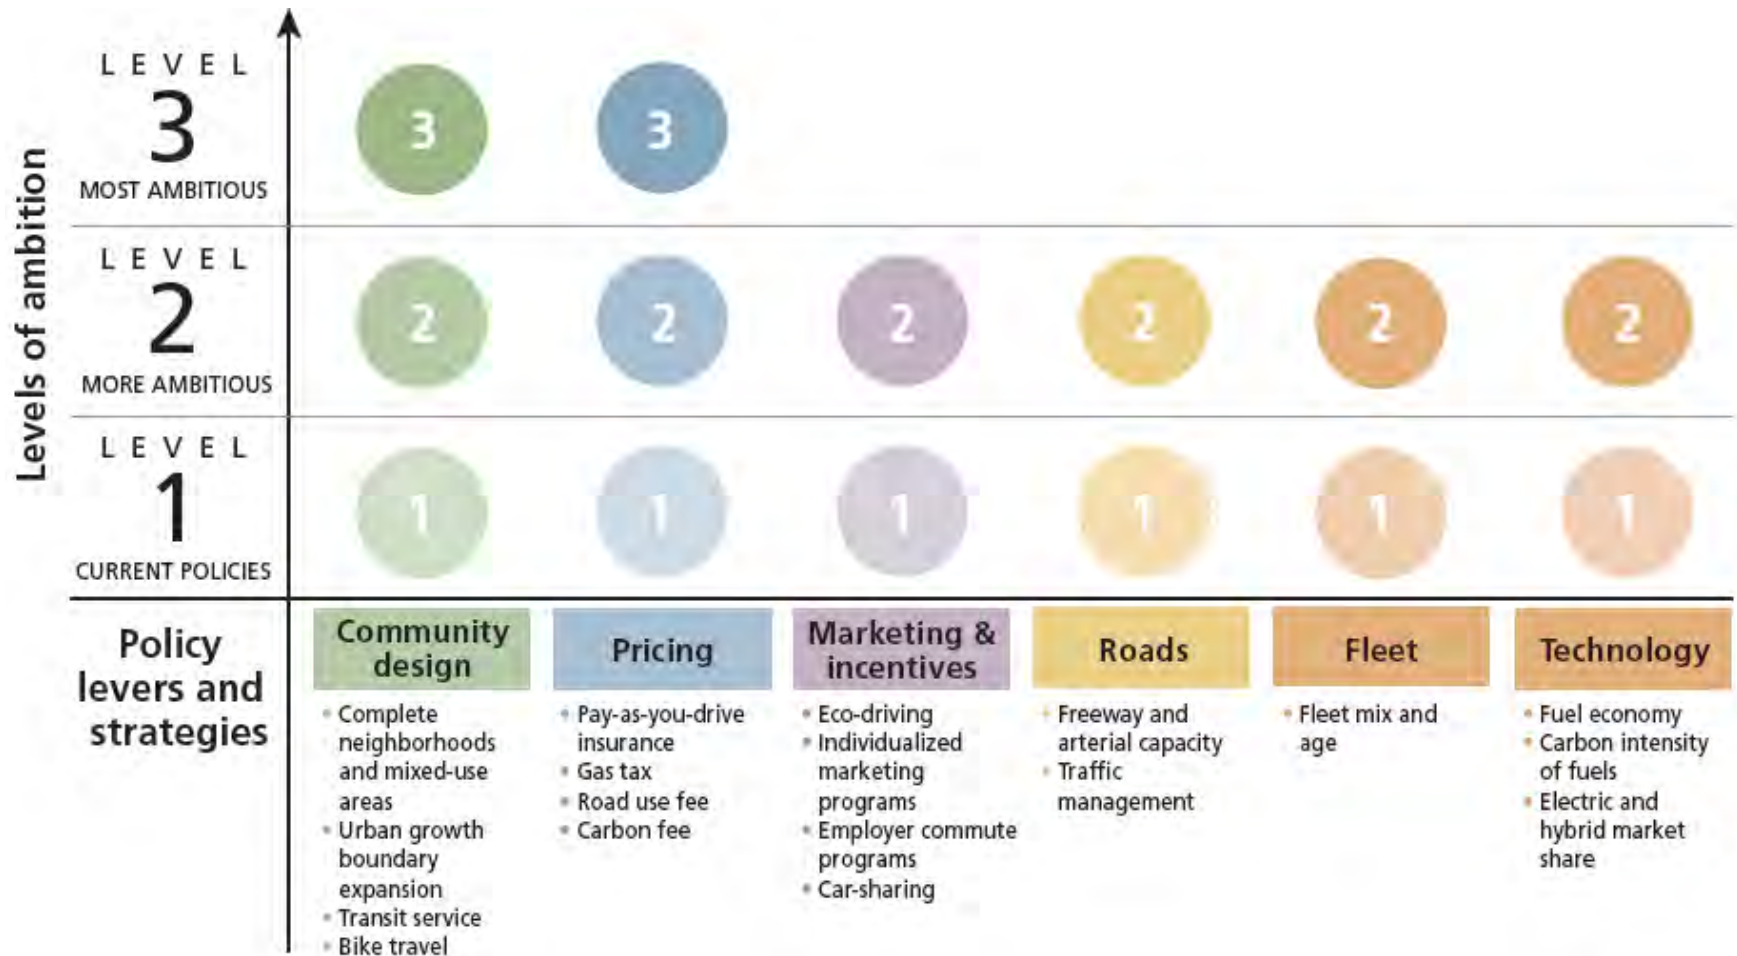 Levels of ambition
LEVEL
3
MOST AMBITIOUS
3
3
LEVEL
2
MORE AMBITIOUS
2
2
2
2
2
2
LEVEL
1
CURRENT POLICIES
1
1
1
1
1
1
Policy
levers and
strategies
Community
design
• Complete
neighborhoods
and mixed-use
areas
• Urban growth
boundary
expansion
• Transit service
• Bike travel
Pricing
• Pay-as-you-drive
insurance
• Gas tax
• Road use fee
• Carbon fee
Marketing &
incentives
• Eco-driving
• Individualized
marketing
programs
• Employer commute
programs
• Car-sharing
Roads
• Freeway and
arterial capacity
• Traffic
management
Fleet
• Fleet mix and
age
Technology
• Fuel economy
• Carbon intensity
of fuels
• Electric and
hybrid market
share